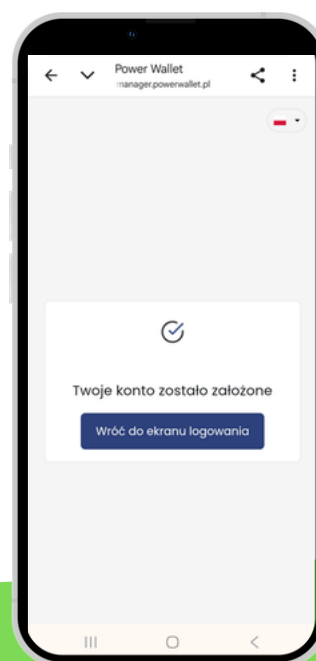 Power Wallet
manager.powerwallet.pl
Twoje konto zostało założone
Wróć do ekranu logowania